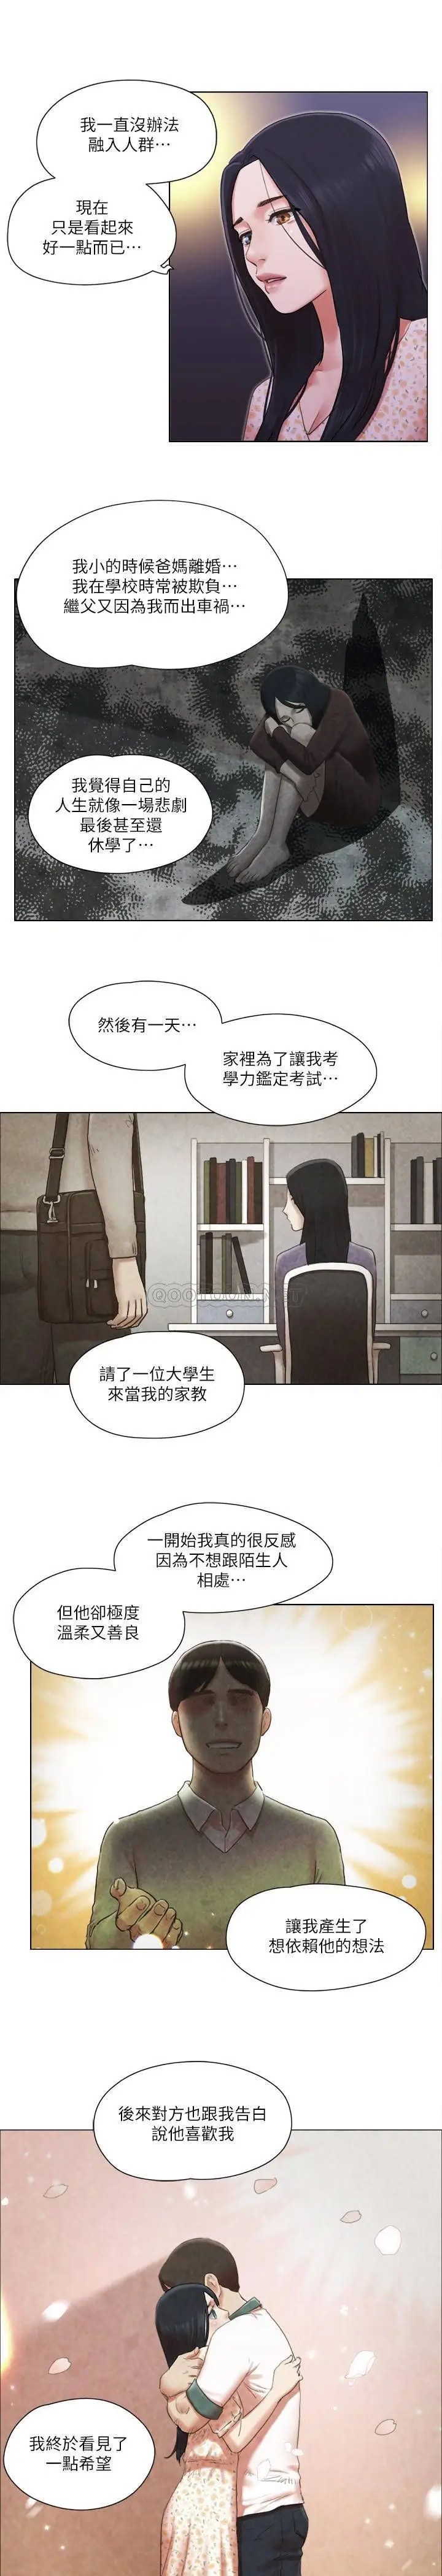 我一直沒辦法
融入人群…
現在
只是看起來
好一點而已…
我小的時候爸媽離婚…
我在學校時常被欺負…
繼父又因為我而出車禍…
我覺得自己的
人生就像一場悲劇
最後甚至還
休學了…
然後有一天…
家裡為了讓我考
學力鑑定考試…
QOOTOON.NET
請了一位大學生
來當我的家教
一開始我真的很反感
因為不想跟陌生人
相處…
但他卻極度
溫柔又善良
讓我產生了
想依賴他的想法
後來對方也跟我告白
說他喜歡我
我終於看見了
一點希望